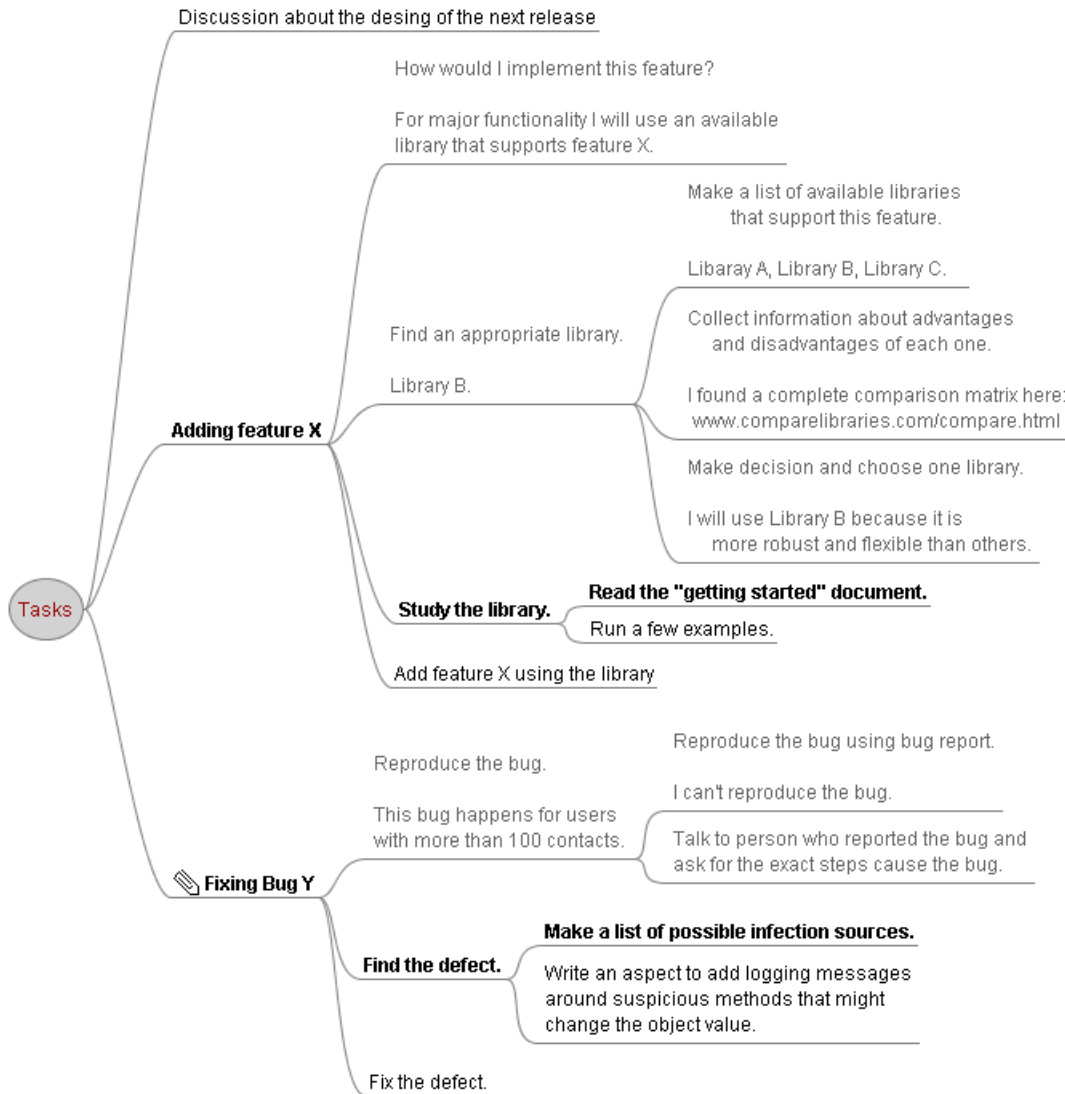 Discussion about the desing of the next release
How would I implement this feature?
For major functionality I will use an available
library that supports feature X.
Make a list of available libraries
that support this feature.
Libaray A, Library B, Library C.
Find an appropriate library.
Library B.
Collect information about advantages
and disadvantages of each one.
I found a complete comparison matrix here:
www.comparelibraries.com/compare.html
Make decision and choose one library.
I will use Library B because it is
more robust and flexible than others.
Adding feature X
Study the library.
Read the "getting started" document.
Run a few examples.
Add feature X using the library
Tasks
Reproduce the bug.
This bug happens for users
with more than 100 contacts.
Reproduce the bug using bug report.
I can't reproduce the bug.
Talk to person who reported the bug and
ask for the exact steps cause the bug.
Fixing Bug Y
Find the defect.
Make a list of possible infection sources.
Write an aspect to add logging messages
around suspicious methods that might
change the object value.
Fix the defect.